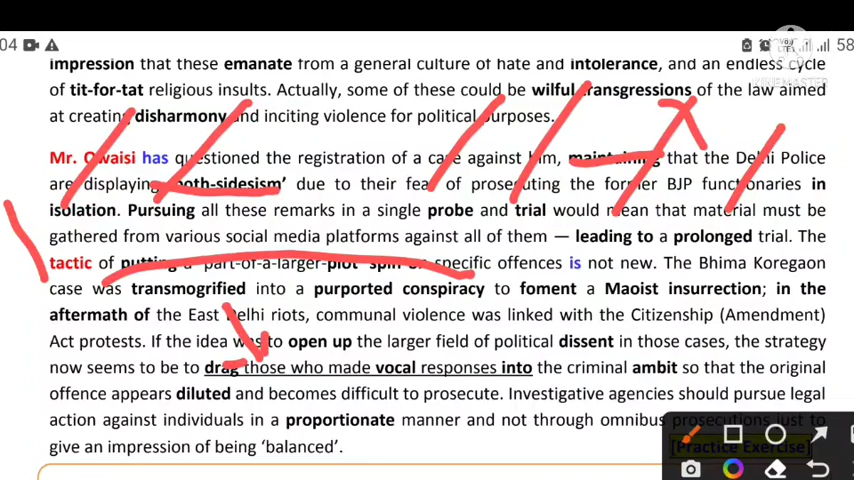 04
58
KINEMASTER
impression that these emanate from a general culture of hate and intolerance, and an endless cycle
of tit-for-tat religious insults. Actually, some of these could be wilful transgressions of the law aimed
at creating disharmony and inciting violence for political purposes.
Mr. Owaisi has questioned the registration of a case against him, maintaining that the Delhi Police
are displaying 'both-sidesism' due to their fear of prosecuting the former BJP functionaries in
isolation. Pursuing all these remarks in a single probe and trial would mean that material must be
gathered from various social media platforms against all of them — leading to a prolonged trial. The
tactic of putting a 'part-of-a-larger-plot' spin on specific offences is not new. The Bhima Koregaon
case was transmogrified into a purported conspiracy to foment a Maoist insurrection; in the
aftermath of the East Delhi riots, communal violence was linked with the Citizenship (Amendment)
Act protests. If the idea was to open up the larger field of political dissent in those cases, the strategy
now seems to be to drag those who made vocal responses into the criminal ambit so that the original
offence appears diluted and becomes difficult to prosecute. Investigative agencies should pursue legal
action against individuals in a proportionate manner and not through omnibus prosecutions just to
give an impression of being 'balanced'. [Practice Exercise]